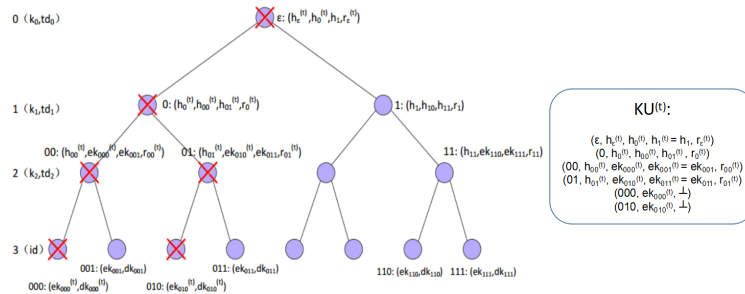 0 (k₀,td₀)
ε: (hε⁽ᵗ⁾,h₀⁽ᵗ⁾,h₁,rε⁽ᵗ⁾)
1 (k₁,td₁)
0: (h₀⁽ᵗ⁾,h₀₀⁽ᵗ⁾,h₀₁⁽ᵗ⁾,r₀⁽ᵗ⁾)
1: (h₁,h₁₀,h₁₁,r₁)
00: (h₀₀⁽ᵗ⁾,ek₀₀₀⁽ᵗ⁾,ek₀₀₁,r₀₀⁽ᵗ⁾)
01: (h₀₁⁽ᵗ⁾,ek₀₁₀⁽ᵗ⁾,ek₀₁₁,r₀₁⁽ᵗ⁾)
11: (h₁₁,ek₁₁₀,ek₁₁₁,r₁₁)
2 (k₂,td₂)
3 (id)
001: (ek₀₀₁,dk₀₀₁)
011: (ek₀₁₁,dk₀₁₁)
110: (ek₁₁₀,dk₁₁₀)
111: (ek₁₁₁,dk₁₁₁)
000: (ek₀₀₀⁽ᵗ⁾,dk₀₀₀⁽ᵗ⁾)
010: (ek₀₁₀⁽ᵗ⁾,dk₀₁₀⁽ᵗ⁾)
KU⁽ᵗ⁾:
(ε, hε⁽ᵗ⁾, h₀⁽ᵗ⁾, h₁⁽ᵗ⁾ = h₁, rε⁽ᵗ⁾)
(0, h₀⁽ᵗ⁾, h₀₀⁽ᵗ⁾, h₀₁⁽ᵗ⁾, r₀⁽ᵗ⁾)
(00, h₀₀⁽ᵗ⁾, ek₀₀₀⁽ᵗ⁾, ek₀₀₁⁽ᵗ⁾ = ek₀₀₁, r₀₀⁽ᵗ⁾)
(01, h₀₁⁽ᵗ⁾, ek₀₁₀⁽ᵗ⁾, ek₀₁₁⁽ᵗ⁾ = ek₀₁₁, r₀₁⁽ᵗ⁾)
(000, ek₀₀₀⁽ᵗ⁾, ⊥)
(010, ek₀₁₀⁽ᵗ⁾, ⊥)